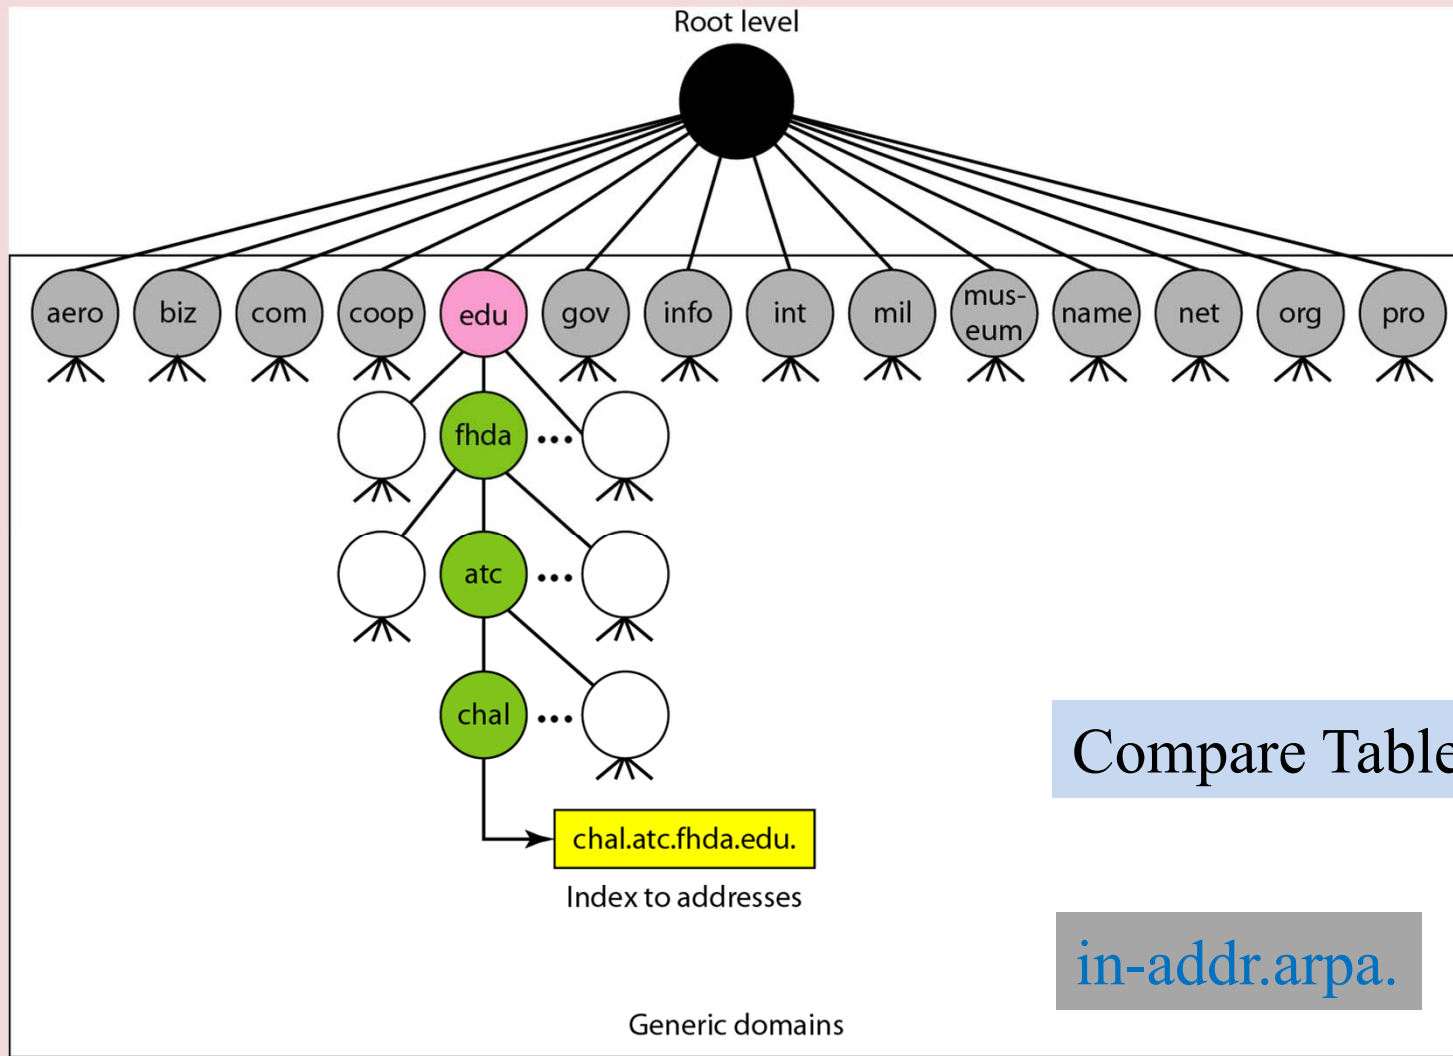 Root level
aero biz com coop edu gov info int mil mus-
eum name net org pro
fhda
atc
chal
Compare Table
chal.atc.fhda.edu.
Index to addresses
in-addr.arpa.
Generic domains